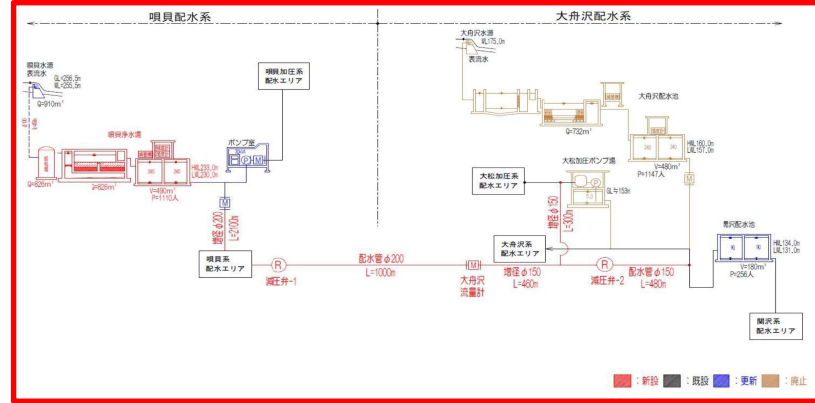 唄貝配水系
大舟沢配水系
唄貝水源
表流水
GL=256.5m
WL=255.5m
Q=910m³
唄貝浄水場
Q=826m³
Q=826m³
V=490m³
P=1110人
HWL233.0m
LWL230.0m
ポンプ室
P
M
唄貝加圧系
配水エリア
M
増径φ200
L=2100m
唄貝系
配水エリア
R
減圧弁-1
配水管φ200
L=1000m
M
大舟沢
流量計
増径φ150
L=460m
R
減圧弁-2
配水管φ150
L=480m
大舟沢水源
WL175.0m
表流水
Q=732m³
大舟沢配水池
HWL160.0m
LWL157.0m
V=480m³
P=1147人
M
大松加圧ポンプ場
P
GL≒153m
大松加圧系
配水エリア
増径φ150
L=300m
大舟沢系
配水エリア
HWL134.0m
LWL131.0m
V=180m³
P=256人
関沢系
配水エリア
:新設
:既設
:更新
:廃止